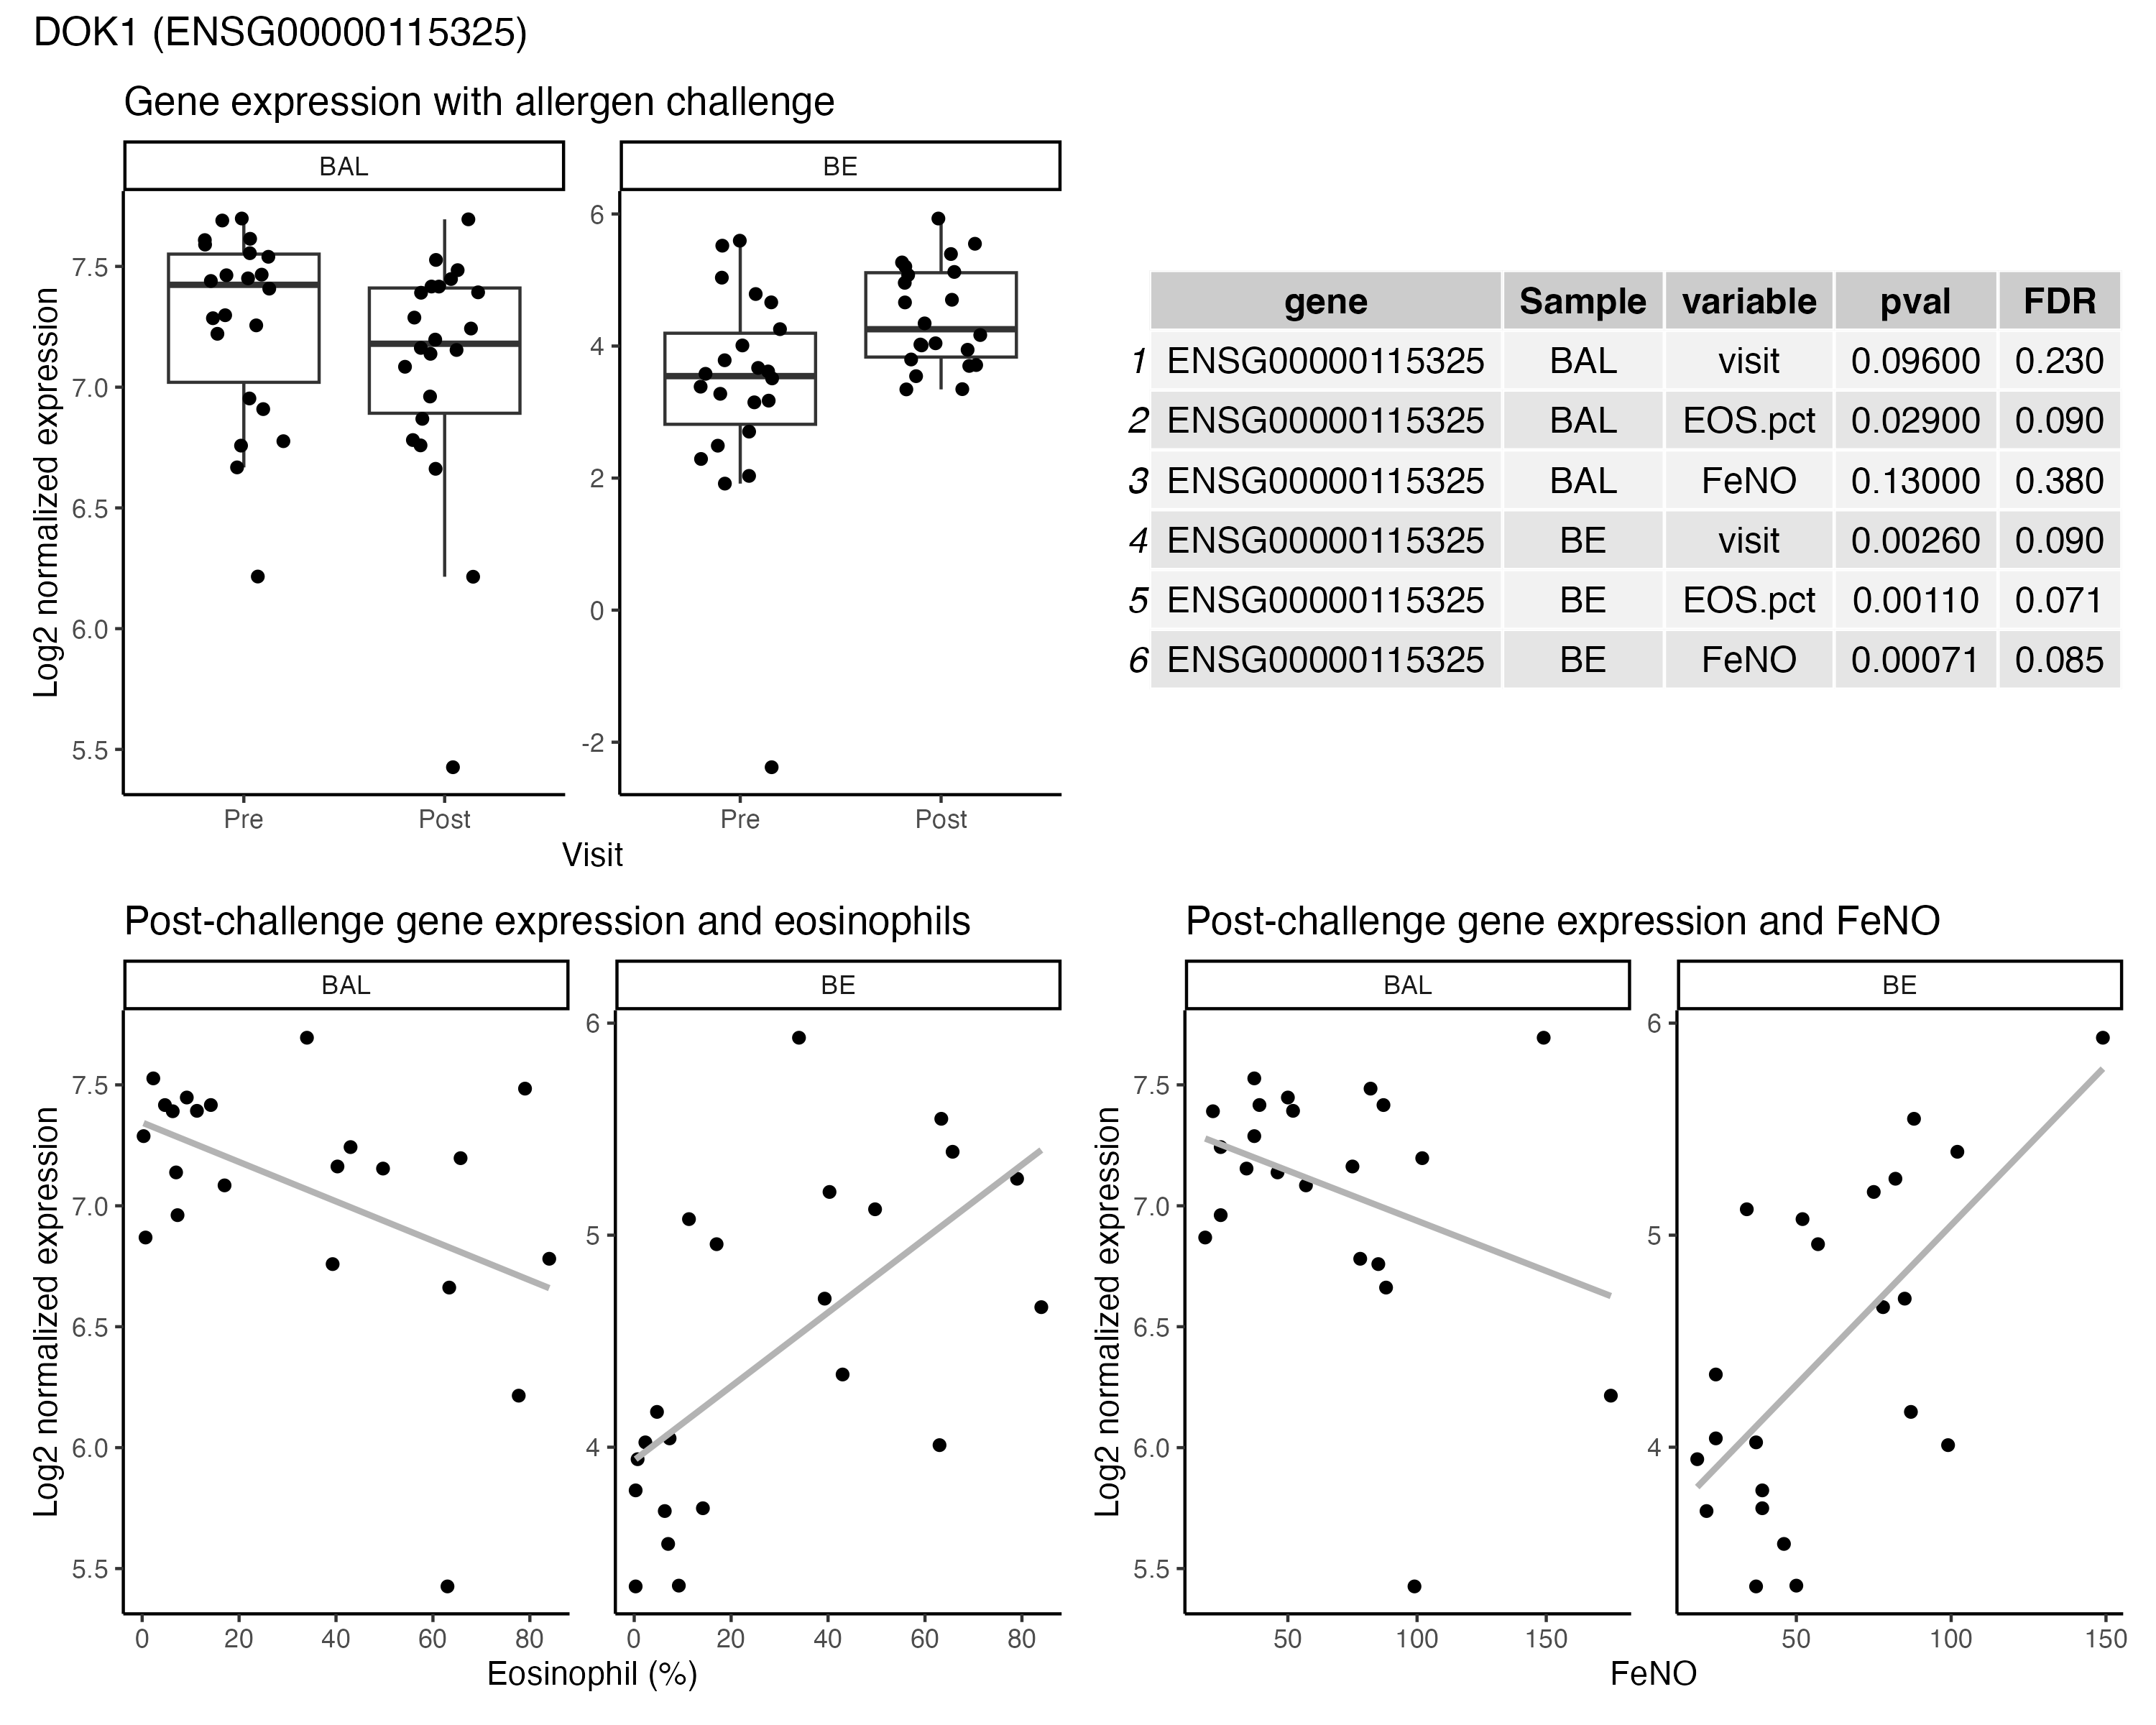 DOK1 (ENSG00000115325)
Gene expression with allergen challenge
BAL
BE
Log2 normalized expression
7.5
7.0
6.5
6.0
5.5
6
4
2
0
-2
Pre
Post
Pre
Post
Visit
gene Sample variable pval FDR
1 ENSG00000115325 BAL visit 0.09600 0.230
2 ENSG00000115325 BAL EOS.pct 0.02900 0.090
3 ENSG00000115325 BAL FeNO 0.13000 0.380
4 ENSG00000115325 BE visit 0.00260 0.090
5 ENSG00000115325 BE EOS.pct 0.00110 0.071
6 ENSG00000115325 BE FeNO 0.00071 0.085
Post-challenge gene expression and eosinophils
BAL
BE
Log2 normalized expression
7.5
7.0
6.5
6.0
5.5
6
5
4
0 20 40 60 80
0 20 40 60 80
Eosinophil (%)
Post-challenge gene expression and FeNO
BAL
BE
Log2 normalized expression
7.5
7.0
6.5
6.0
5.5
6
5
4
50 100 150
50 100 150
FeNO